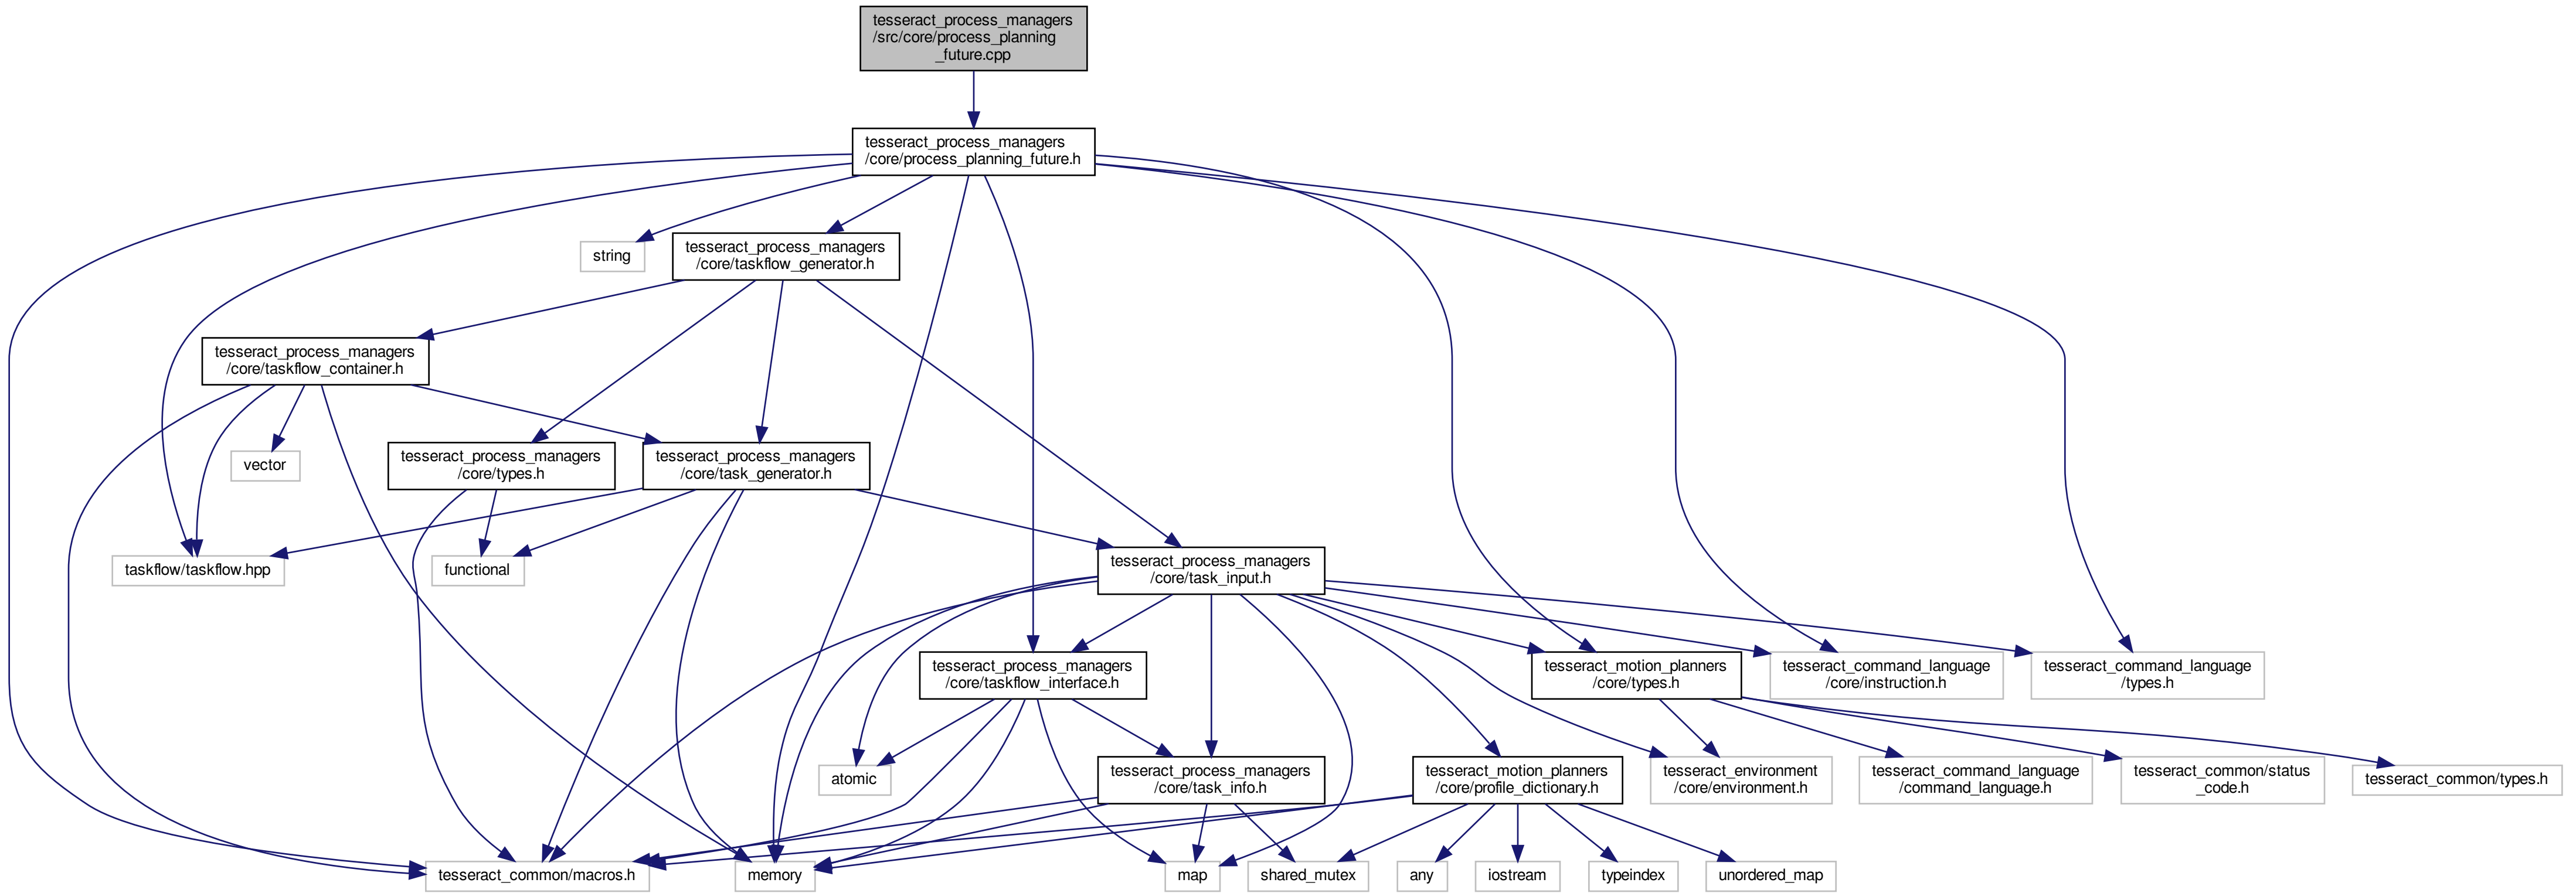 tesseract_process_managers
/src/core/process_planning
_future.cpp
tesseract_process_managers
/core/process_planning_future.h
string
tesseract_process_managers
/core/taskflow_generator.h
tesseract_process_managers
/core/taskflow_container.h
vector
tesseract_process_managers
/core/types.h
tesseract_process_managers
/core/task_generator.h
taskflow/taskflow.hpp
functional
tesseract_process_managers
/core/task_input.h
tesseract_process_managers
/core/taskflow_interface.h
tesseract_motion_planners
/core/types.h
tesseract_command_language
/core/instruction.h
tesseract_command_language
/types.h
atomic
tesseract_process_managers
/core/task_info.h
tesseract_motion_planners
/core/profile_dictionary.h
tesseract_environment
/core/environment.h
tesseract_command_language
/command_language.h
tesseract_common/status
_code.h
tesseract_common/types.h
tesseract_common/macros.h
memory
map
shared_mutex
any
iostream
typeindex
unordered_map